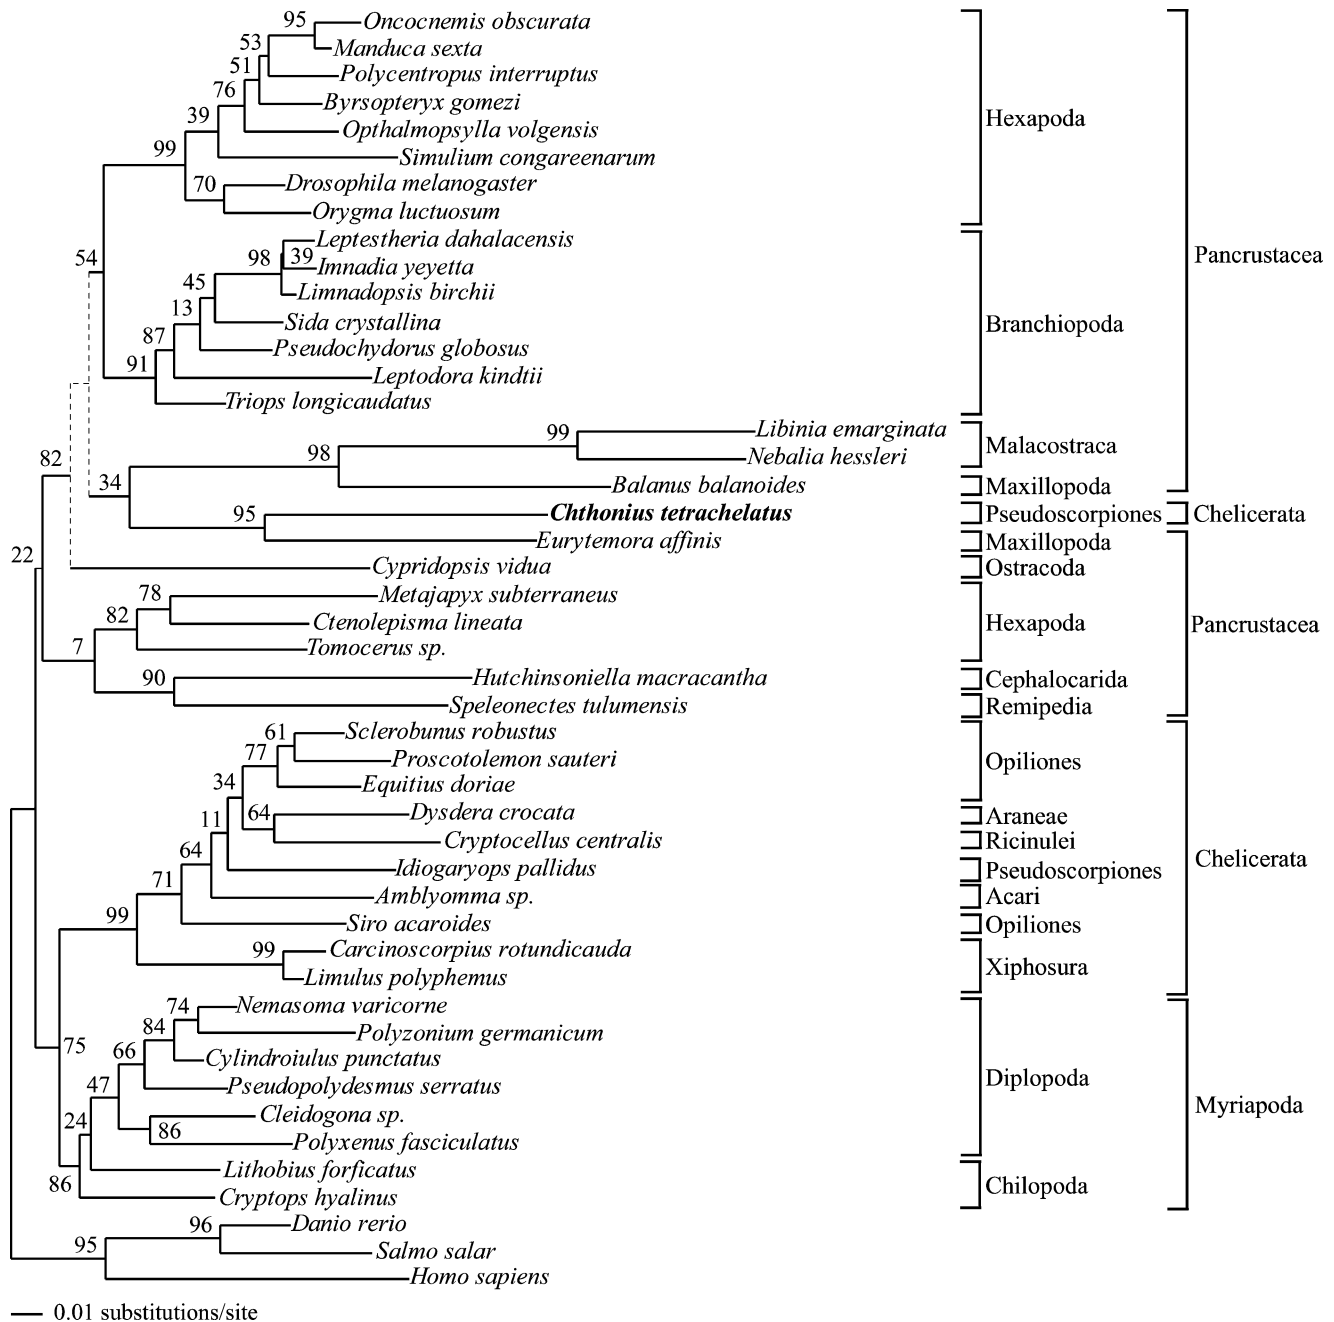 95
Oncocnemis obscurata
53
Manduca sexta
51
Polycentropus interruptus
76
Byrsopteryx gomezi
39
Opthalmopsylla volgensis
Hexapoda
99
Simulium congareenarum
70
Drosophila melanogaster
Orygma luctuosum
Leptestheria dahalacensis
54
98
39
Imnadia yeyetta
Pancrustacea
45
Limnadopsis birchii
13
Sida crystallina
Branchiopoda
87
Pseudochydorus globosus
91
Leptodora kindtii
Triops longicaudatus
99
Libinia emarginata
Malacostraca
82
98
Nebalia hessleri
34
Balanus balanoides
Maxillopoda
95
Chthonius tetrachelatus
Pseudoscorpiones
Chelicerata
Eurytemora affinis
Maxillopoda
22
Cypridopsis vidua
Ostracoda
78
Metajapyx subterraneus
82
Ctenolepisma lineata
Hexapoda
Pancrustacea
7
Tomocerus sp.
90
Hutchinsoniella macracantha
Cephalocarida
Speleonectes tulumensis
Remipedia
61
Sclerobunus robustus
77
Proscotolemon sauteri
Opiliones
34
Equitius doriae
11
64
Dysdera crocata
Araneae
Cryptocellus centralis
Ricinulei
64
Idiogaryops pallidus
Pseudoscorpiones
Chelicerata
71
Amblyomma sp.
Acari
99
Siro acaroides
Opiliones
99
Carcinoscorpius rotundicauda
Xiphosura
Limulus polyphemus
74
Nemasoma varicorne
84
Polyzonium germanicum
75
66
Cylindroiulus punctatus
47
Pseudopolydesmus serratus
Diplopoda
24
Cleidogona sp.
Myriapoda
86
Polyxenus fasciculatus
Lithobius forficatus
86
Cryptops hyalinus
Chilopoda
96
Danio rerio
95
Salmo salar
Homo sapiens
0.01 substitutions/site